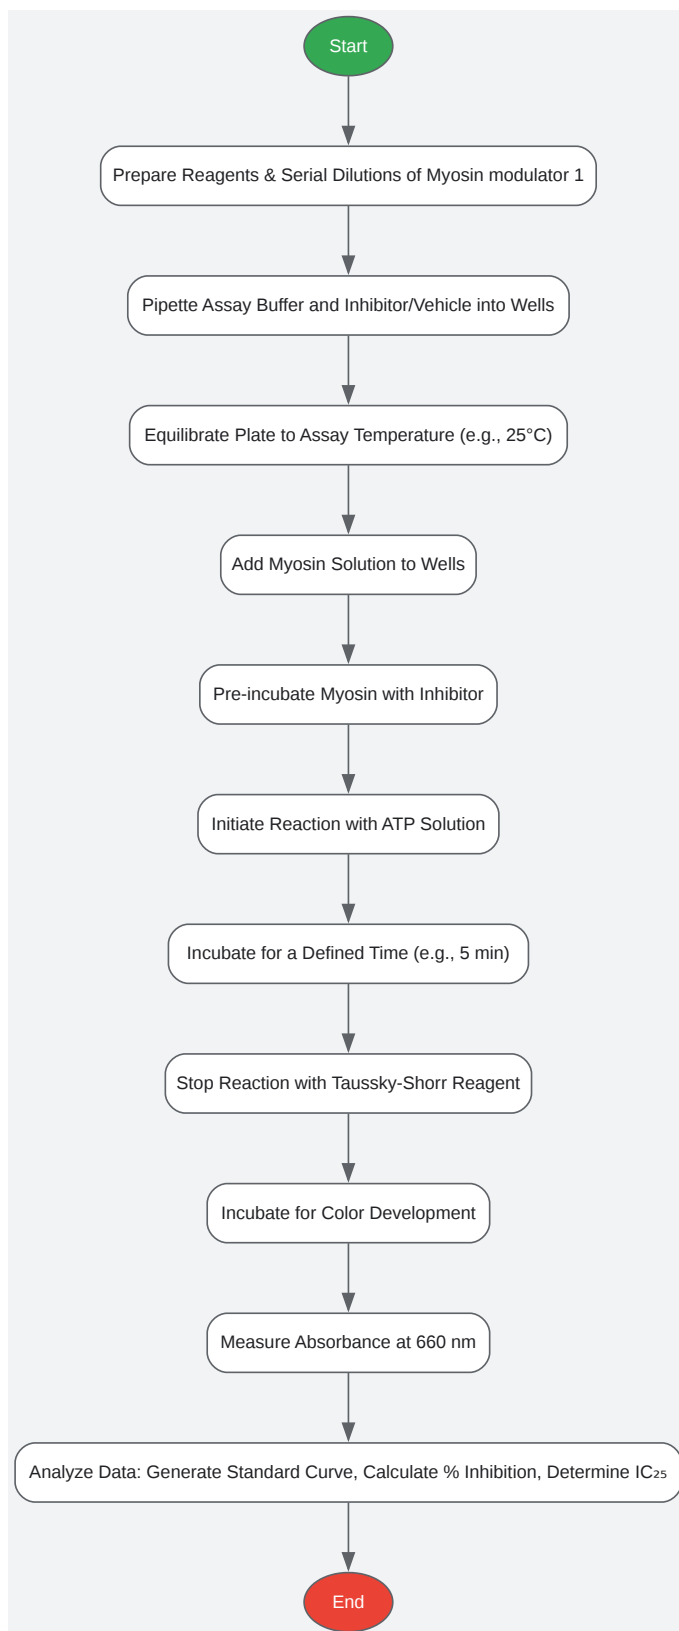 Start
Prepare Reagents & Serial Dilutions of Myosin modulator 1
Pipette Assay Buffer and Inhibitor/Vehicle into Wells
Equilibrate Plate to Assay Temperature (e.g., 25°C)
Add Myosin Solution to Wells
Pre-incubate Myosin with Inhibitor
Initiate Reaction with ATP Solution
Incubate for a Defined Time (e.g., 5 min)
Stop Reaction with Taussky-Shorr Reagent
Incubate for Color Development
Measure Absorbance at 660 nm
Analyze Data: Generate Standard Curve, Calculate % Inhibition, Determine IC₂₅
End